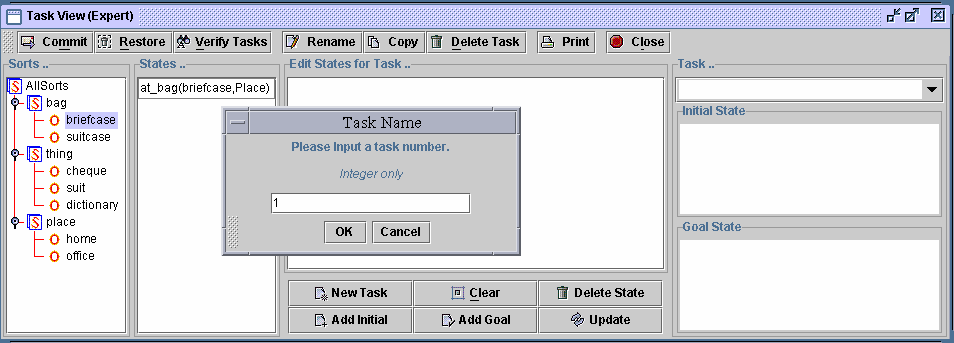 Task View (Expert)
Commit Restore Verify Tasks Rename Copy Delete Task Print Close
Sorts .. States .. Edit States for Task .. Task ..
AllSorts
bag
briefcase
suitcase
thing
cheque
suit
dictionary
place
home
office
at_bag(briefcase,Place)
Task Name
Please Input a task number.
Integer only
1
OK Cancel
New Task Clear Delete State
Add Initial Add Goal Update
Initial State
Goal State